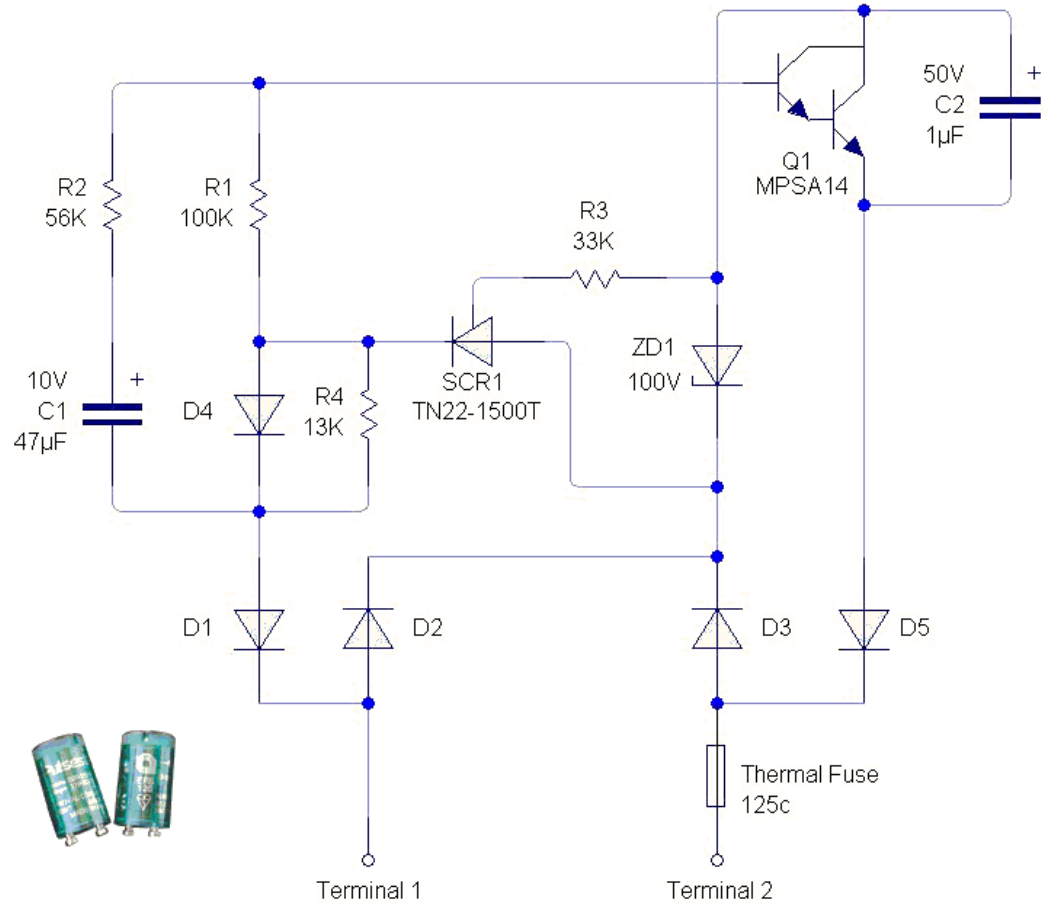 50V
+
C2
1µF
Q1
MPSA14
R2
56K
R1
100K
R3
33K
ZD1
100V
SCR1
TN22-1500T
10V
+
C1
47µF
D4
R4
13K
D1
D2
D3
D5
Thermal Fuse
125c
Terminal 1
Terminal 2